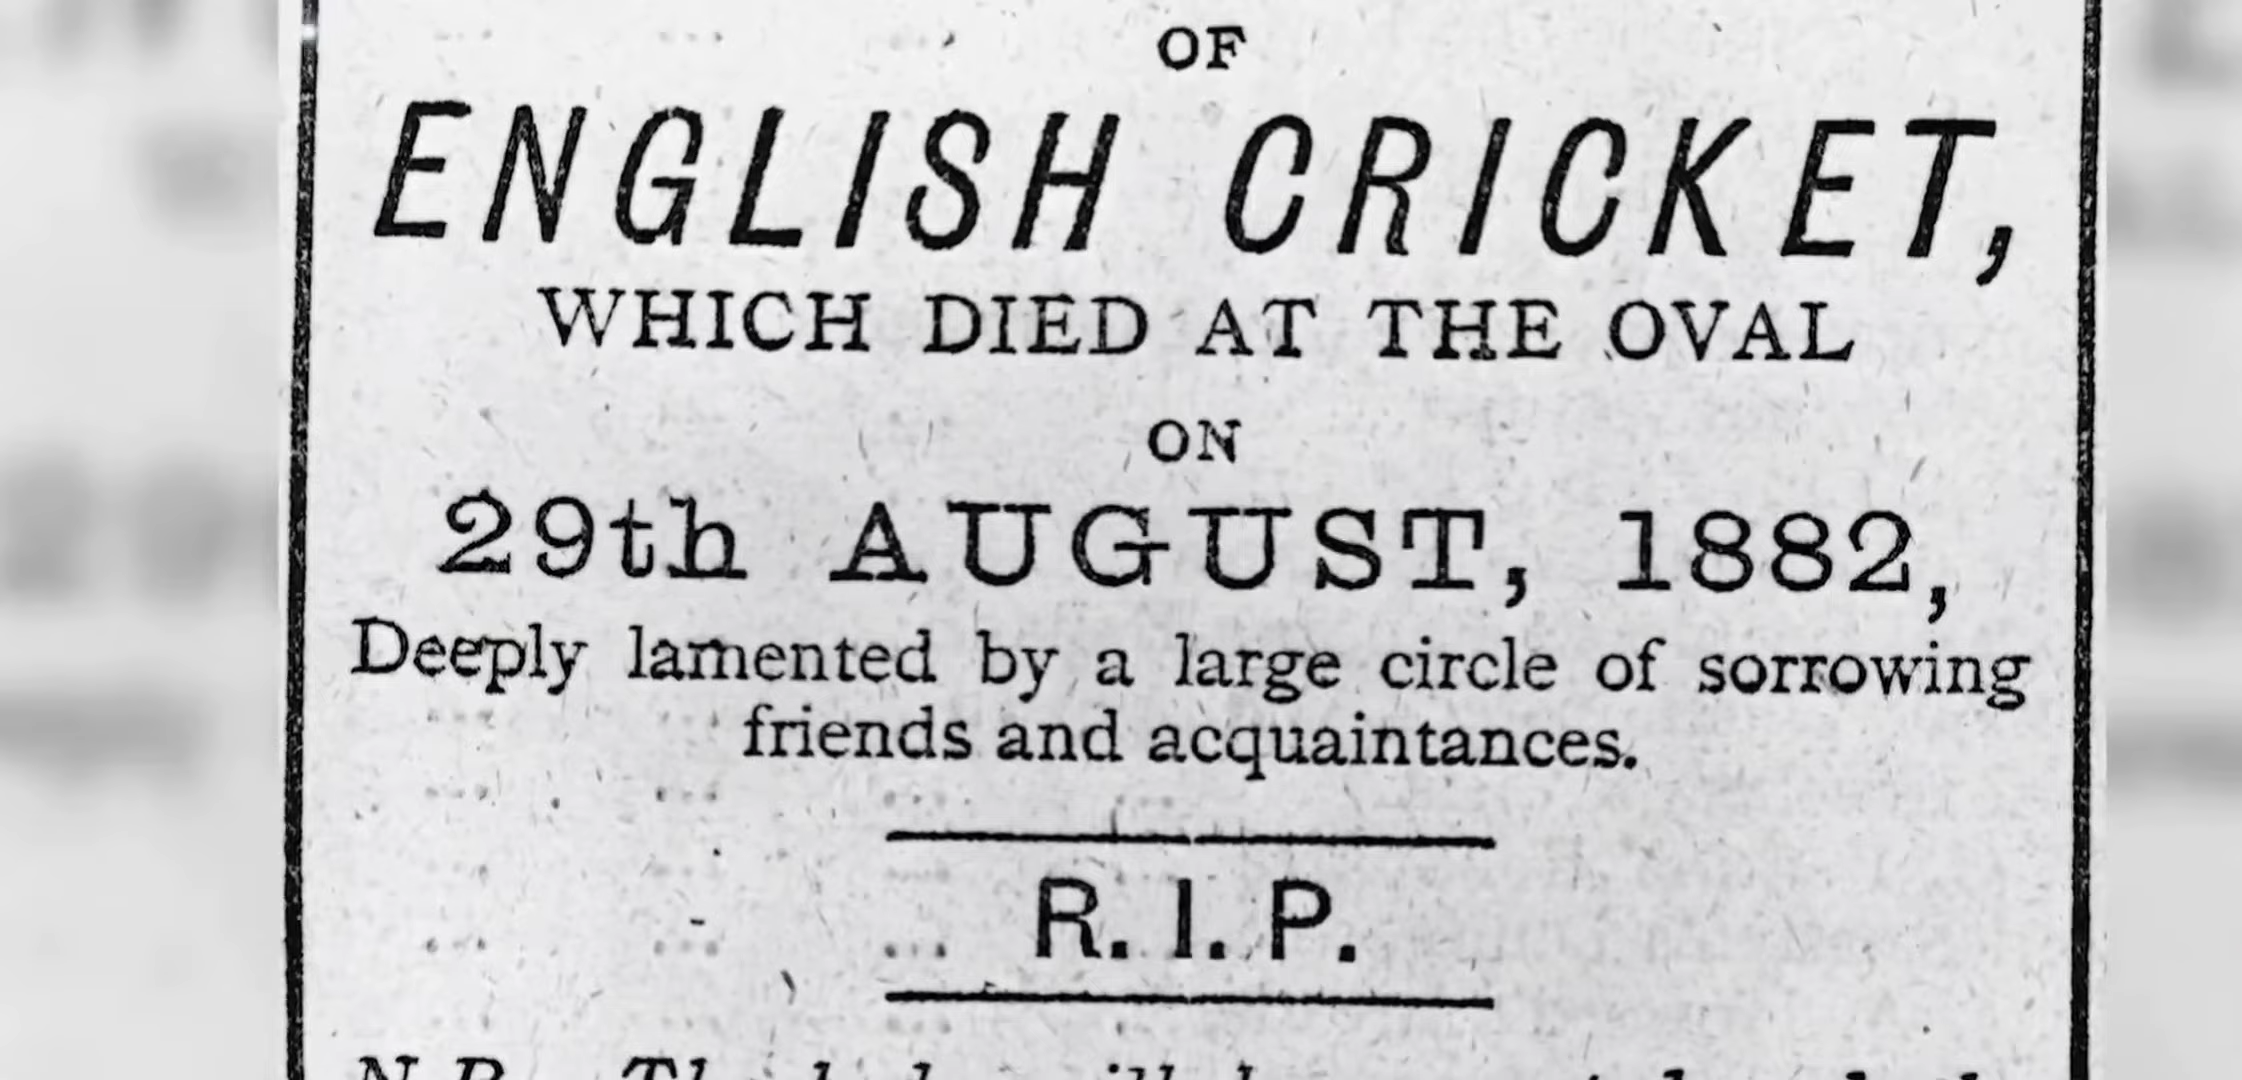 OF
ENGLISH CRICKET,
WHICH DIED AT THE OVAL
ON
29th AUGUST, 1882,
Deeply lamented by a large circle of sorrowing
friends and acquaintances.
R. I. P.
N.B.